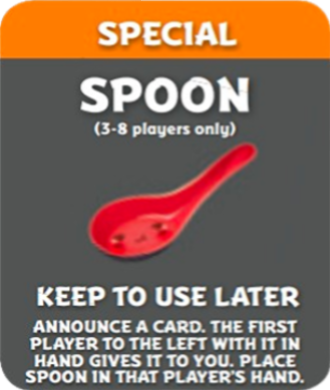 SPECIAL
SPOON
(3-8 players only)
KEEP TO USE LATER
ANNOUNCE A CARD. THE FIRST
PLAYER TO THE LEFT WITH IT IN
HAND GIVES IT TO YOU. PLACE
SPOON IN THAT PLAYER'S HAND.